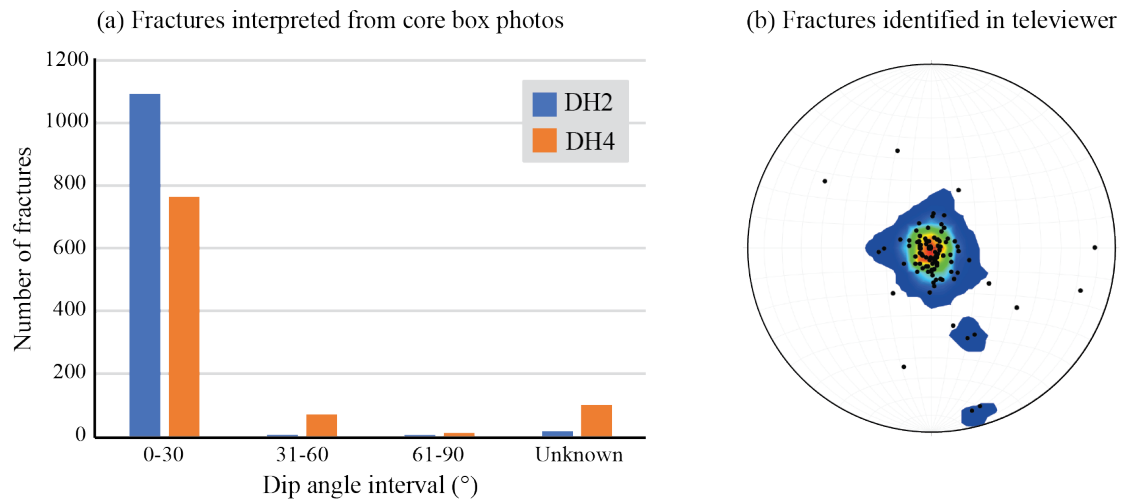 (a) Fractures interpreted from core box photos
(b) Fractures identified in televiewer
Number of fractures
1200
1000
800
600
400
200
0
DH2
DH4
0-30
31-60
61-90
Unknown
Dip angle interval (°)